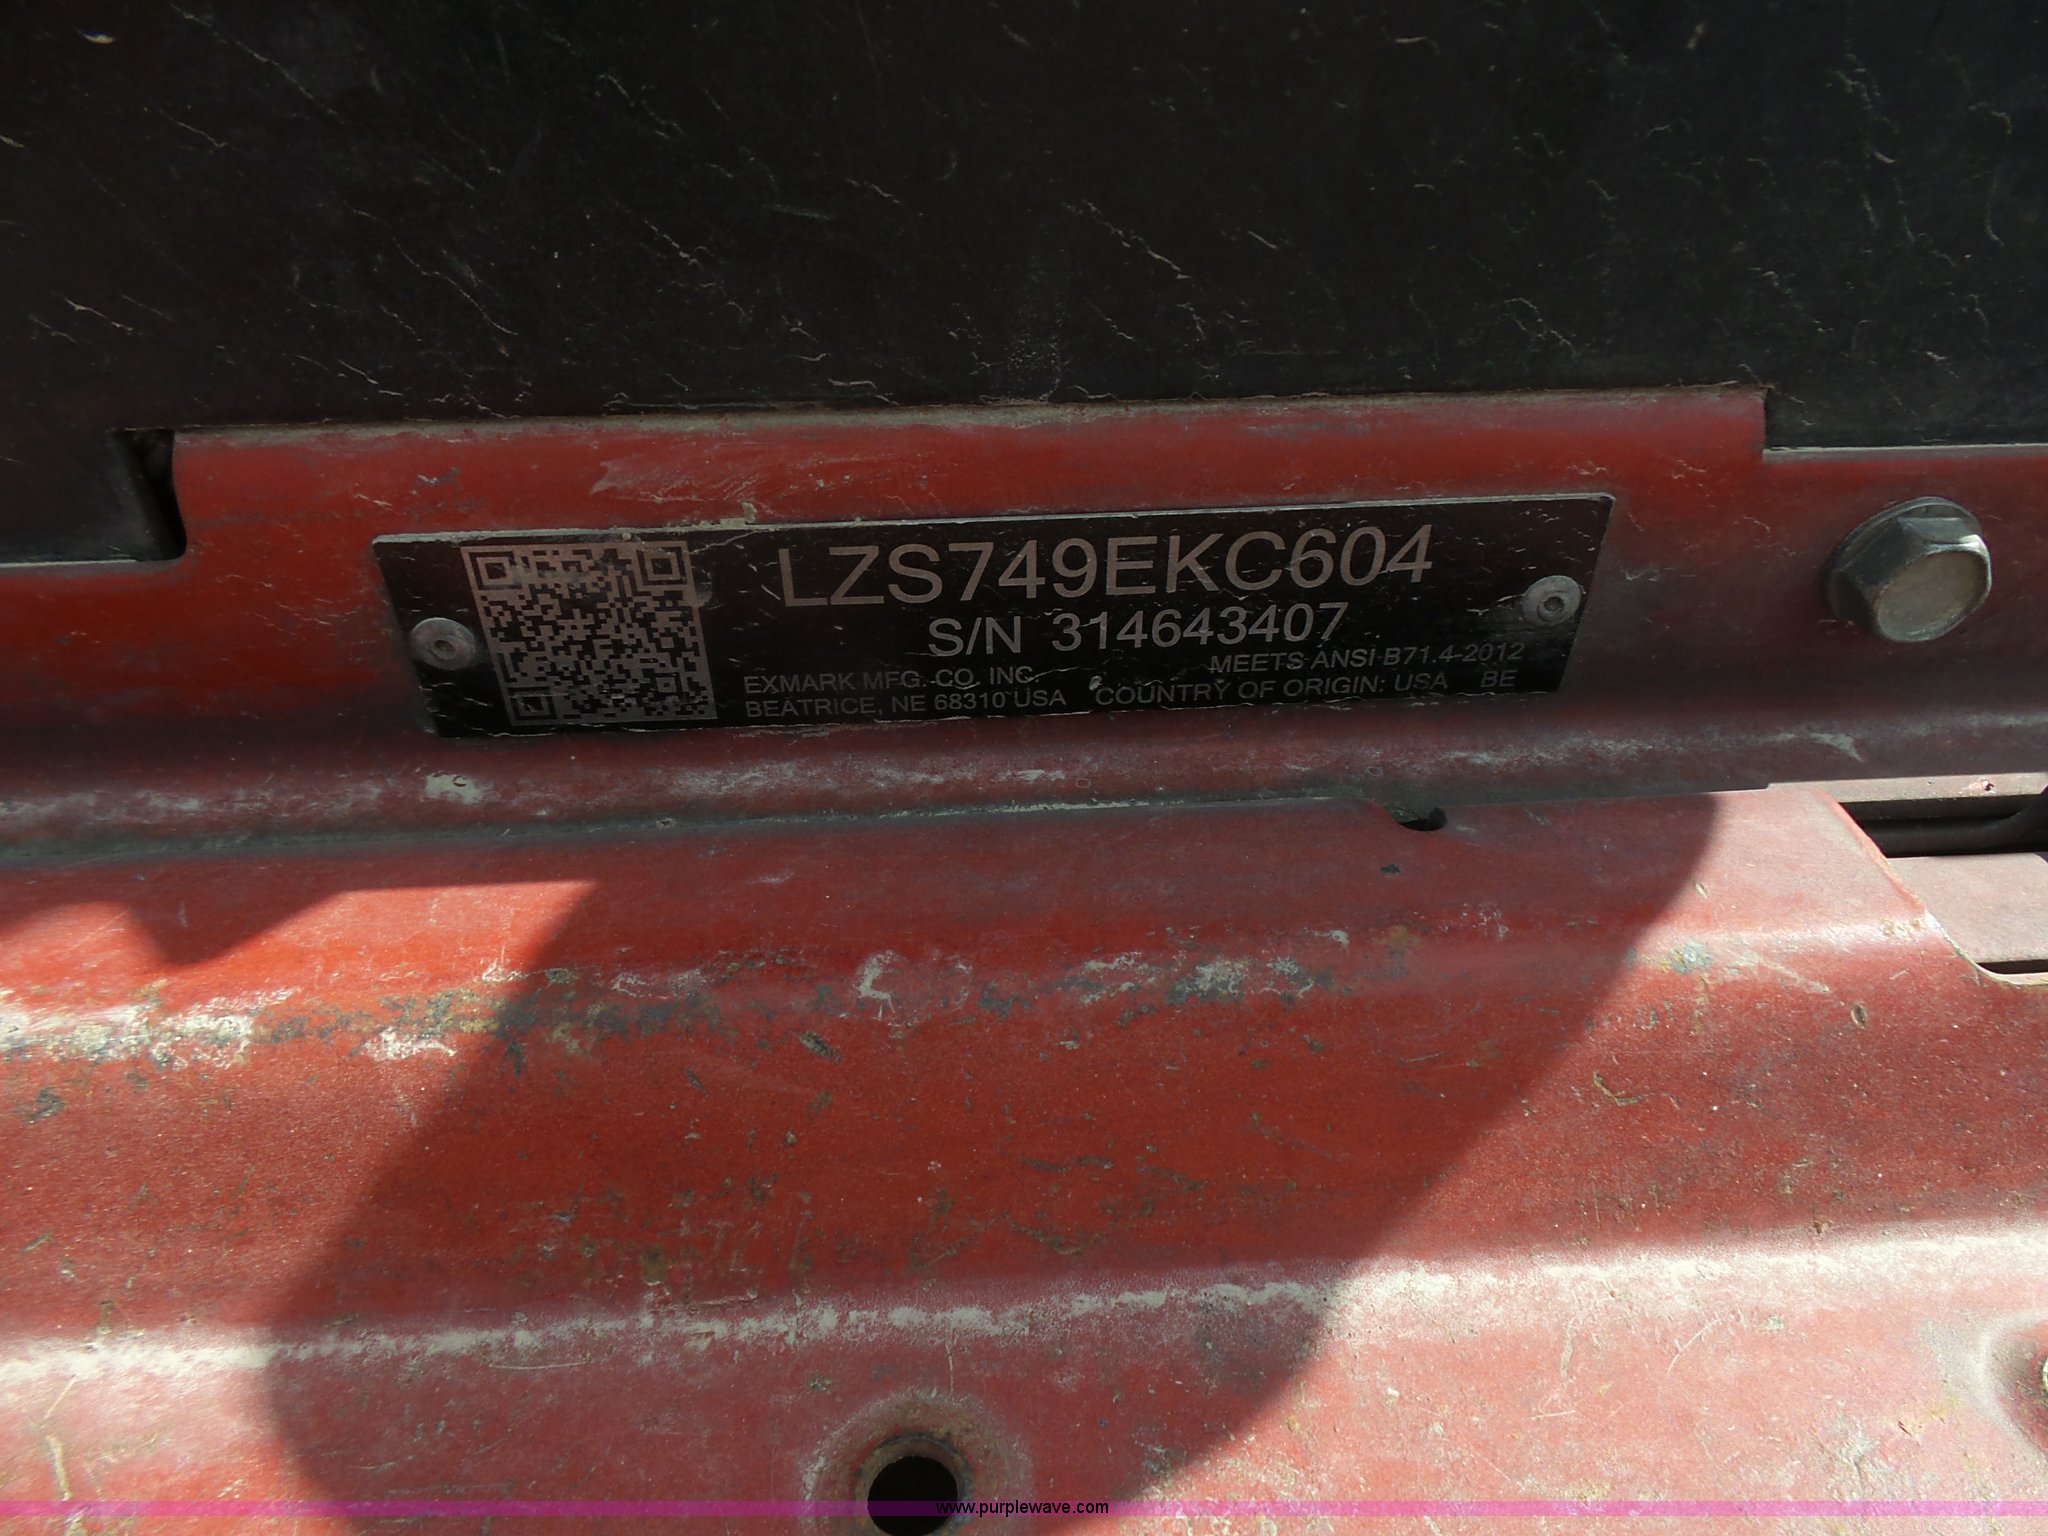 LZS749EKC604
S/N 314643407
EXMARK MFG. CO. INC.
MEETS ANSI B71.4-2012
BEATRICE, NE 68310 USA
COUNTRY OF ORIGIN: USA BE
www.purplewave.com